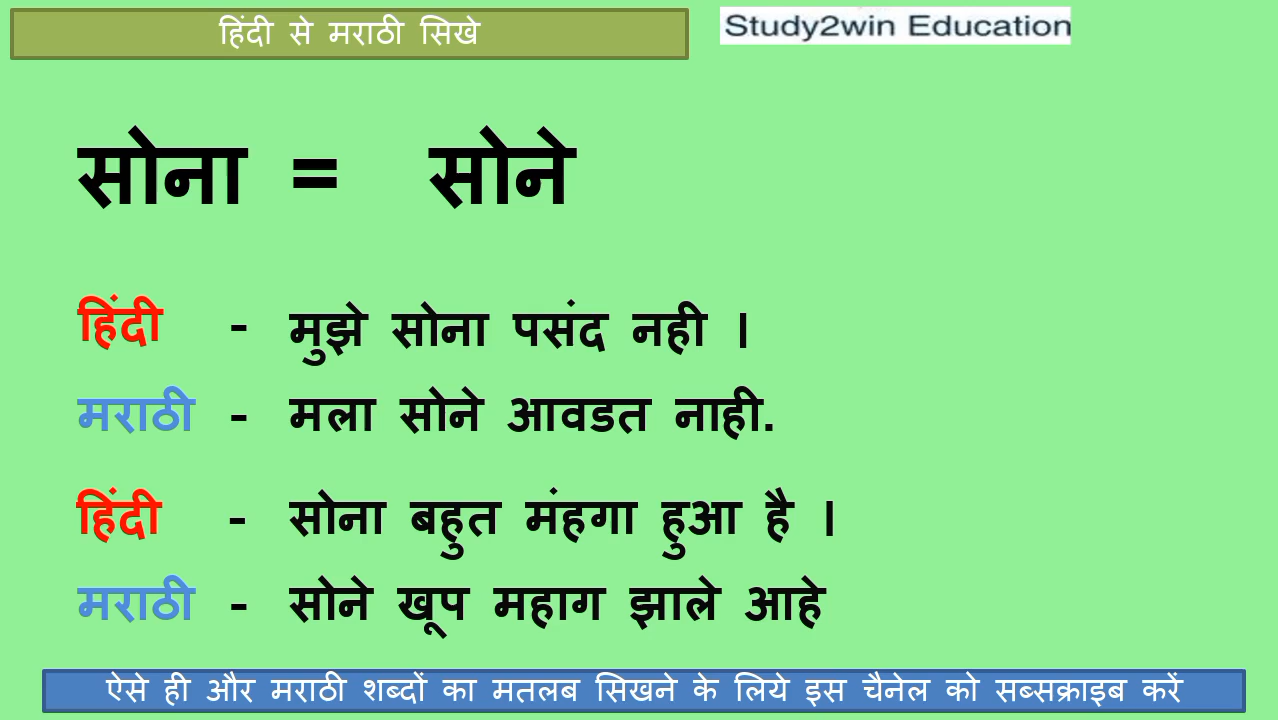 हिंदी से मराठी सिखे
Study2win Education
सोना = सोने
हिंदी - मुझे सोना पसंद नही ।
मराठी - मला सोने आवडत नाही.
हिंदी - सोना बहुत मंहगा हुआ है ।
मराठी - सोने खूप महाग झाले आहे
ऐसे ही और मराठी शब्दों का मतलब सिखने के लिये इस चैनेल को सब्सक्राइब करें